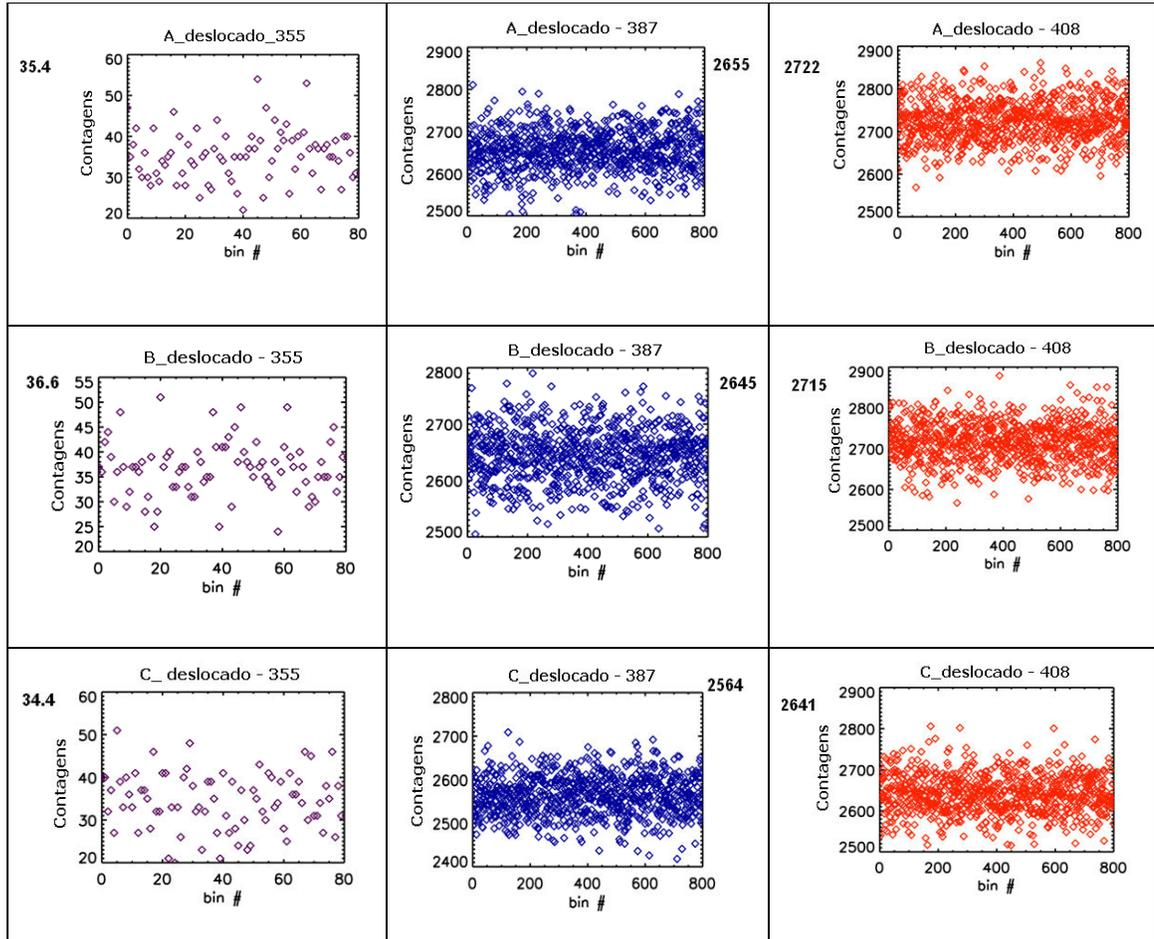 A_deslocado_355
35.4
60
50
40
30
20
Contagens
0 20 40 60 80
bin #
A_deslocado - 387
2655
2900
2800
2700
2600
2500
Contagens
0 200 400 600 800
bin #
A_deslocado - 408
2722
2900
2800
2700
2600
2500
Contagens
0 200 400 600 800
bin #
B_deslocado - 355
36.6
55
50
45
40
35
30
25
20
Contagens
0 20 40 60 80
bin #
B_deslocado - 387
2645
2800
2700
2600
2500
Contagens
0 200 400 600 800
bin #
B_deslocado - 408
2715
2900
2800
2700
2600
2500
Contagens
0 200 400 600 800
bin #
C_ deslocado - 355
34.4
60
50
40
30
20
Contagens
0 20 40 60 80
bin #
C_deslocado - 387
2564
2800
2700
2600
2500
2400
Contagens
0 200 400 600 800
bin #
C_deslocado - 408
2641
2900
2800
2700
2600
2500
Contagens
0 200 400 600 800
bin #